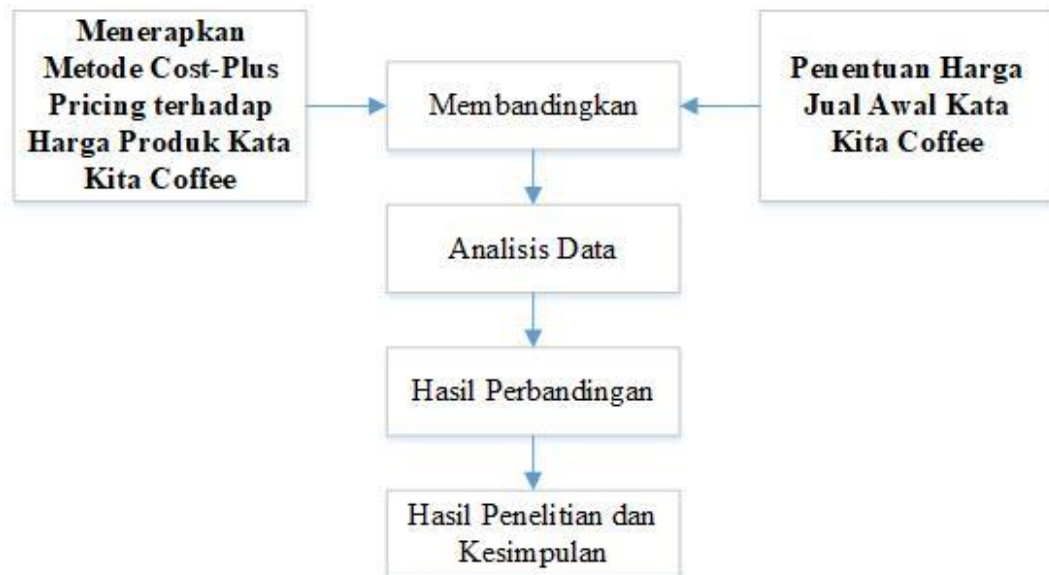 Menerapkan
Metode Cost-Plus
Pricing terhadap
Harga Produk Kata
Kita Coffee
Membandingkan
Penentuan Harga
Jual Awal Kata
Kita Coffee
Analisis Data
Hasil Perbandingan
Hasil Penelitian dan
Kesimpulan